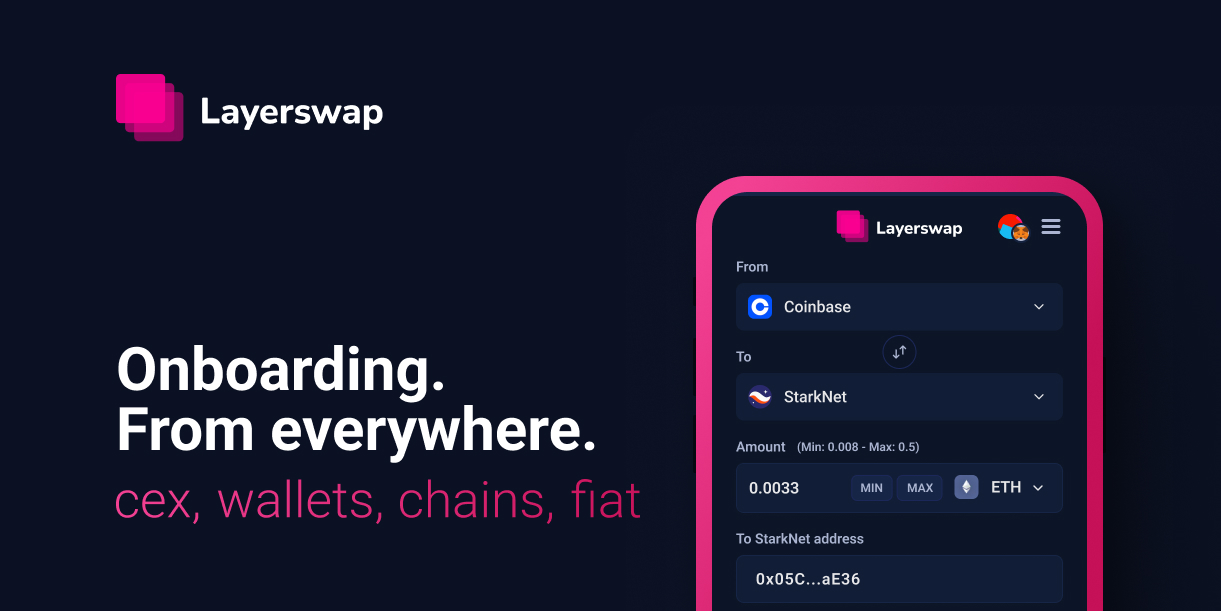 Layerswap
Onboarding.
From everywhere.
cex, wallets, chains, fiat
Layerswap
From
Coinbase
To
StarkNet
Amount (Min: 0.008 - Max: 0.5)
0.0033 MIN MAX ETH
To StarkNet address
0x05C...aE36